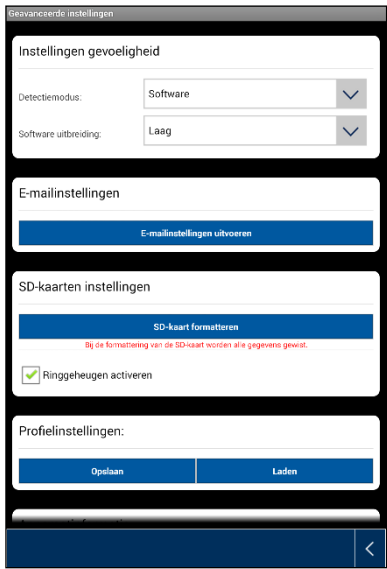 Geavanceerde instellingen
Instellingen gevoeligheid
Detectiemodus:
Software
Software uitbreiding:
Laag
E-mailinstellingen
E-mailinstellingen uitvoeren
SD-kaarten instellingen
SD-kaart formatteren
Bij de formattering van de SD-kaart worden alle gegevens gewist.
Ringgeheugen activeren
Profielinstellingen:
Opslaan
Laden